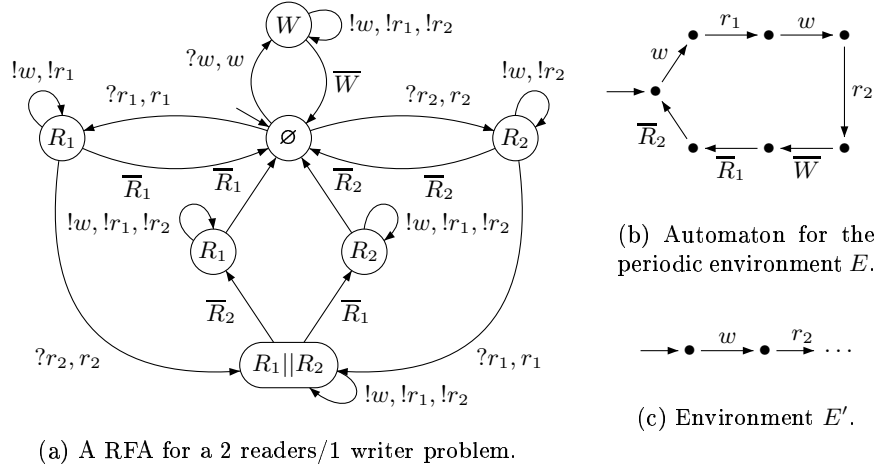 W
!w, !r₁, !r₂
?w, w
W̅
!w, !r₁
?r₁, r₁
?r₂, r₂
!w, !r₂
R₁
∅
R₂
R̅₁
R̅₁
R̅₂
R̅₂
!w, !r₁, !r₂
!w, !r₁, !r₂
R₁
R₂
R̅₂
R̅₁
?r₂, r₂
R₁||R₂
?r₁, r₁
!w, !r₁, !r₂
(a) A RFA for a 2 readers/1 writer problem.
r₁
w
w
r₂
R̅₂
R̅₁
W̅
(b) Automaton for the
periodic environment E.
w
r₂
···
(c) Environment E′.